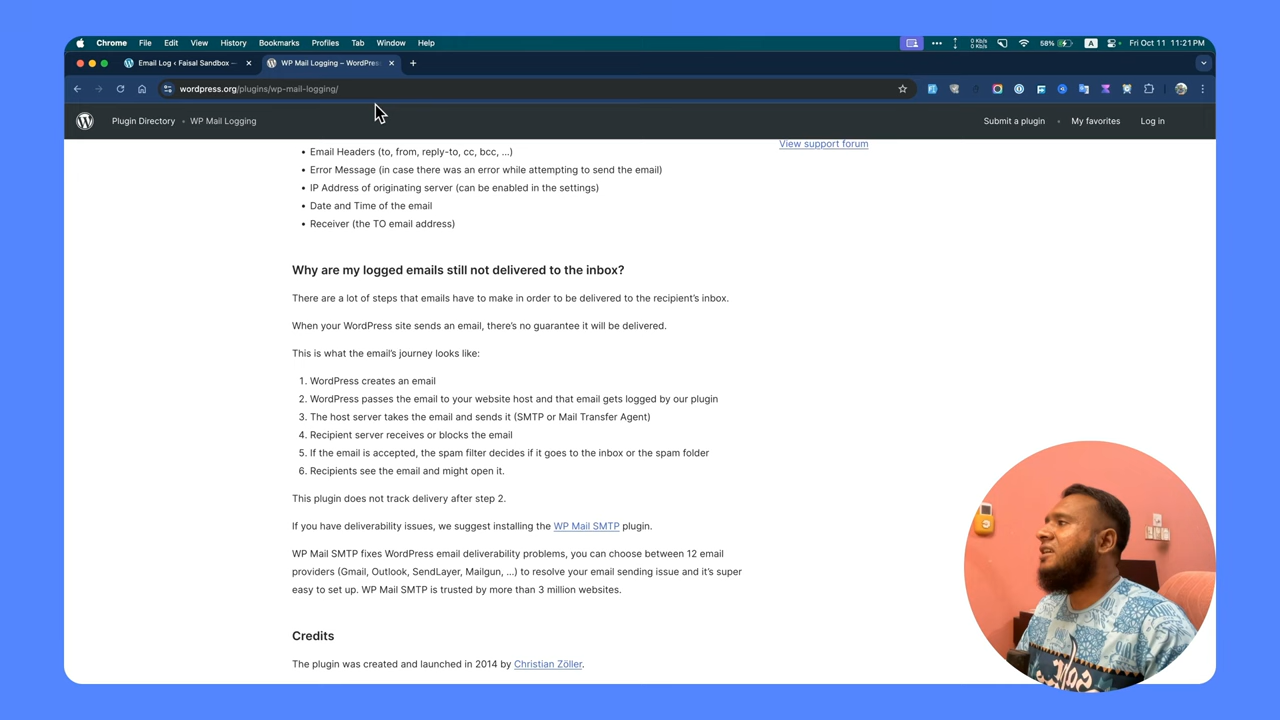 Chrome File Edit View History Bookmarks Profiles Tab Window Help
0 Kb/s
0 Kb/s
58%
A
Fri Oct 11 11:21 PM
Email Log ‹ Faisal Sandbox —
WP Mail Logging – WordPres
wordpress.org/plugins/wp-mail-logging/
Plugin Directory • WP Mail Logging
Submit a plugin • My favorites Log in
• Email Headers (to, from, reply-to, cc, bcc, …)
View support forum
• Error Message (in case there was an error while attempting to send the email)
• IP Address of originating server (can be enabled in the settings)
• Date and Time of the email
• Receiver (the TO email address)
Why are my logged emails still not delivered to the inbox?
There are a lot of steps that emails have to make in order to be delivered to the recipient's inbox.
When your WordPress site sends an email, there's no guarantee it will be delivered.
This is what the email's journey looks like:
1. WordPress creates an email
2. WordPress passes the email to your website host and that email gets logged by our plugin
3. The host server takes the email and sends it (SMTP or Mail Transfer Agent)
4. Recipient server receives or blocks the email
5. If the email is accepted, the spam filter decides if it goes to the inbox or the spam folder
6. Recipients see the email and might open it.
This plugin does not track delivery after step 2.
If you have deliverability issues, we suggest installing the WP Mail SMTP plugin.
WP Mail SMTP fixes WordPress email deliverability problems, you can choose between 12 email
providers (Gmail, Outlook, SendLayer, Mailgun, …) to resolve your email sending issue and it's super
easy to set up. WP Mail SMTP is trusted by more than 3 million websites.
Credits
The plugin was created and launched in 2014 by Christian Zöller.